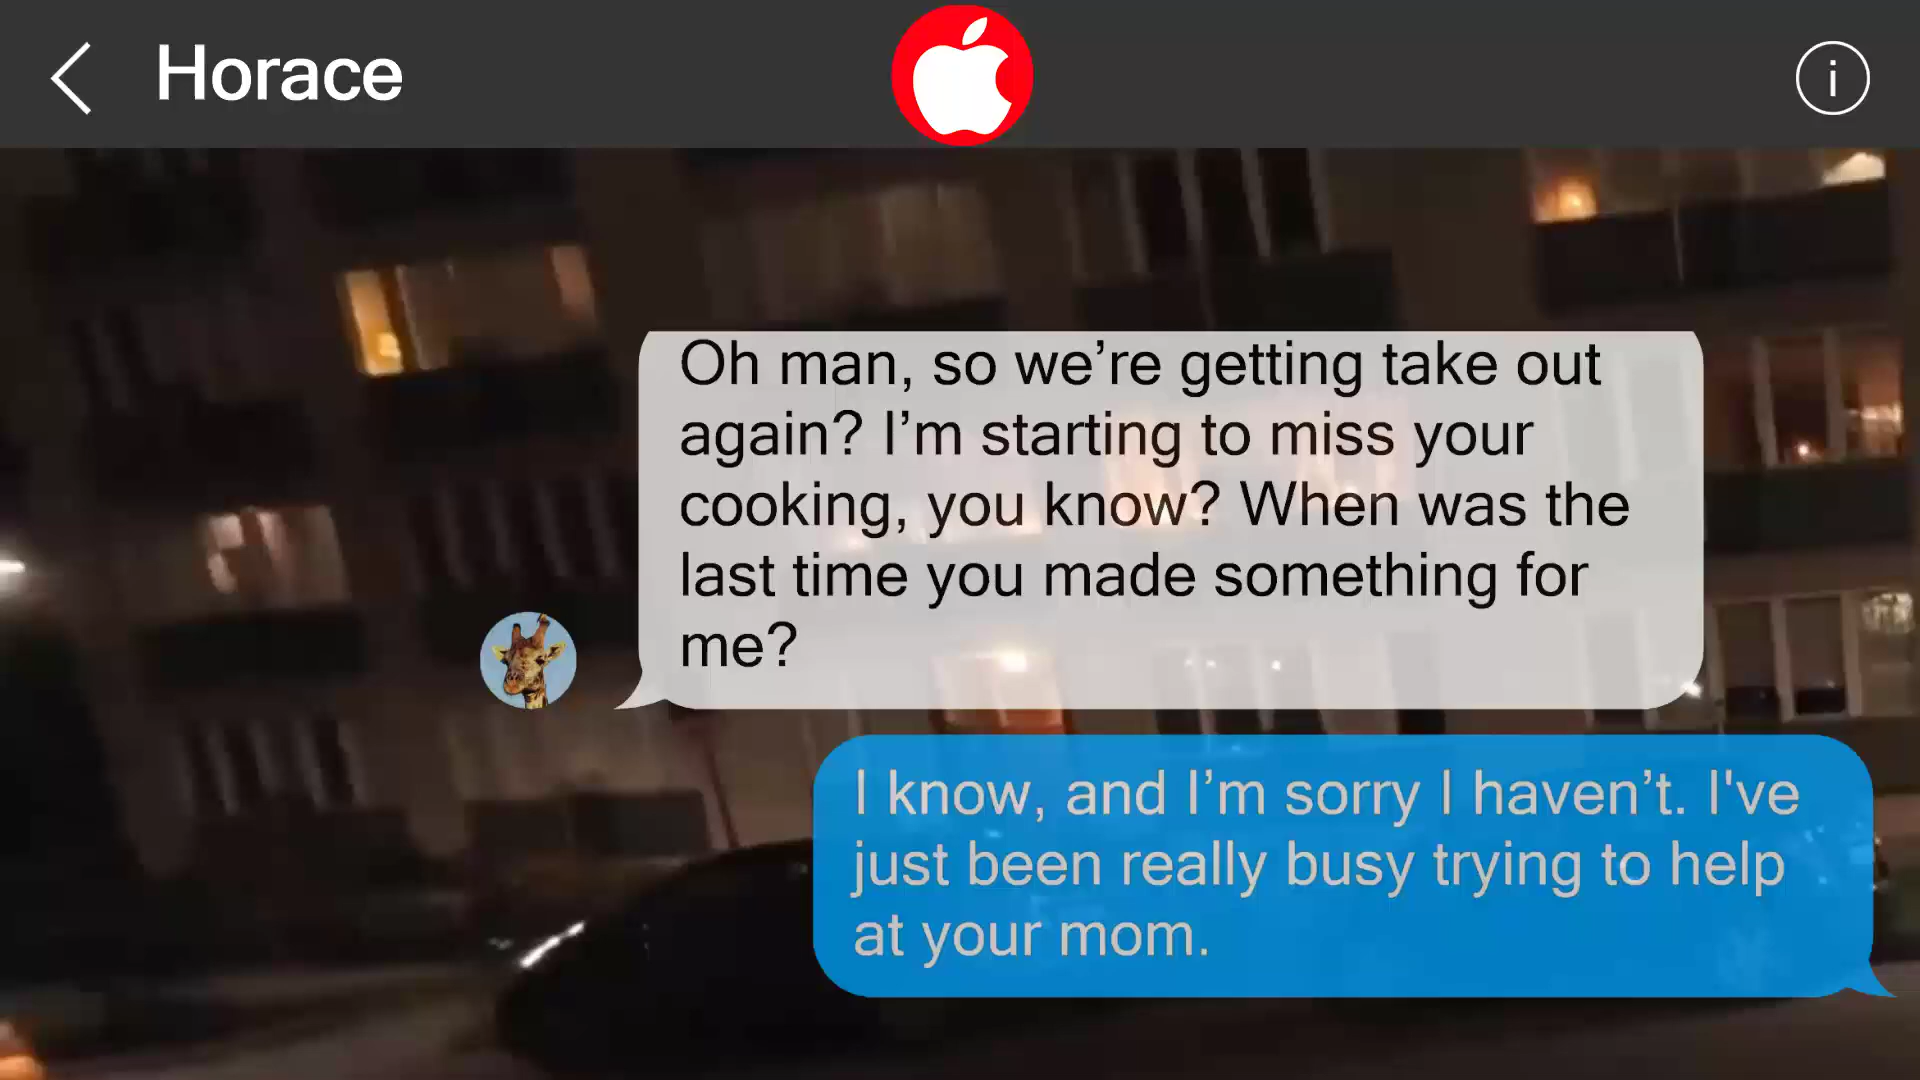 Horace
i
Oh man, so we’re getting take out
again? I’m starting to miss your
cooking, you know? When was the
last time you made something for
me?
I know, and I’m sorry I haven’t. I've
just been really busy trying to help
at your mom.